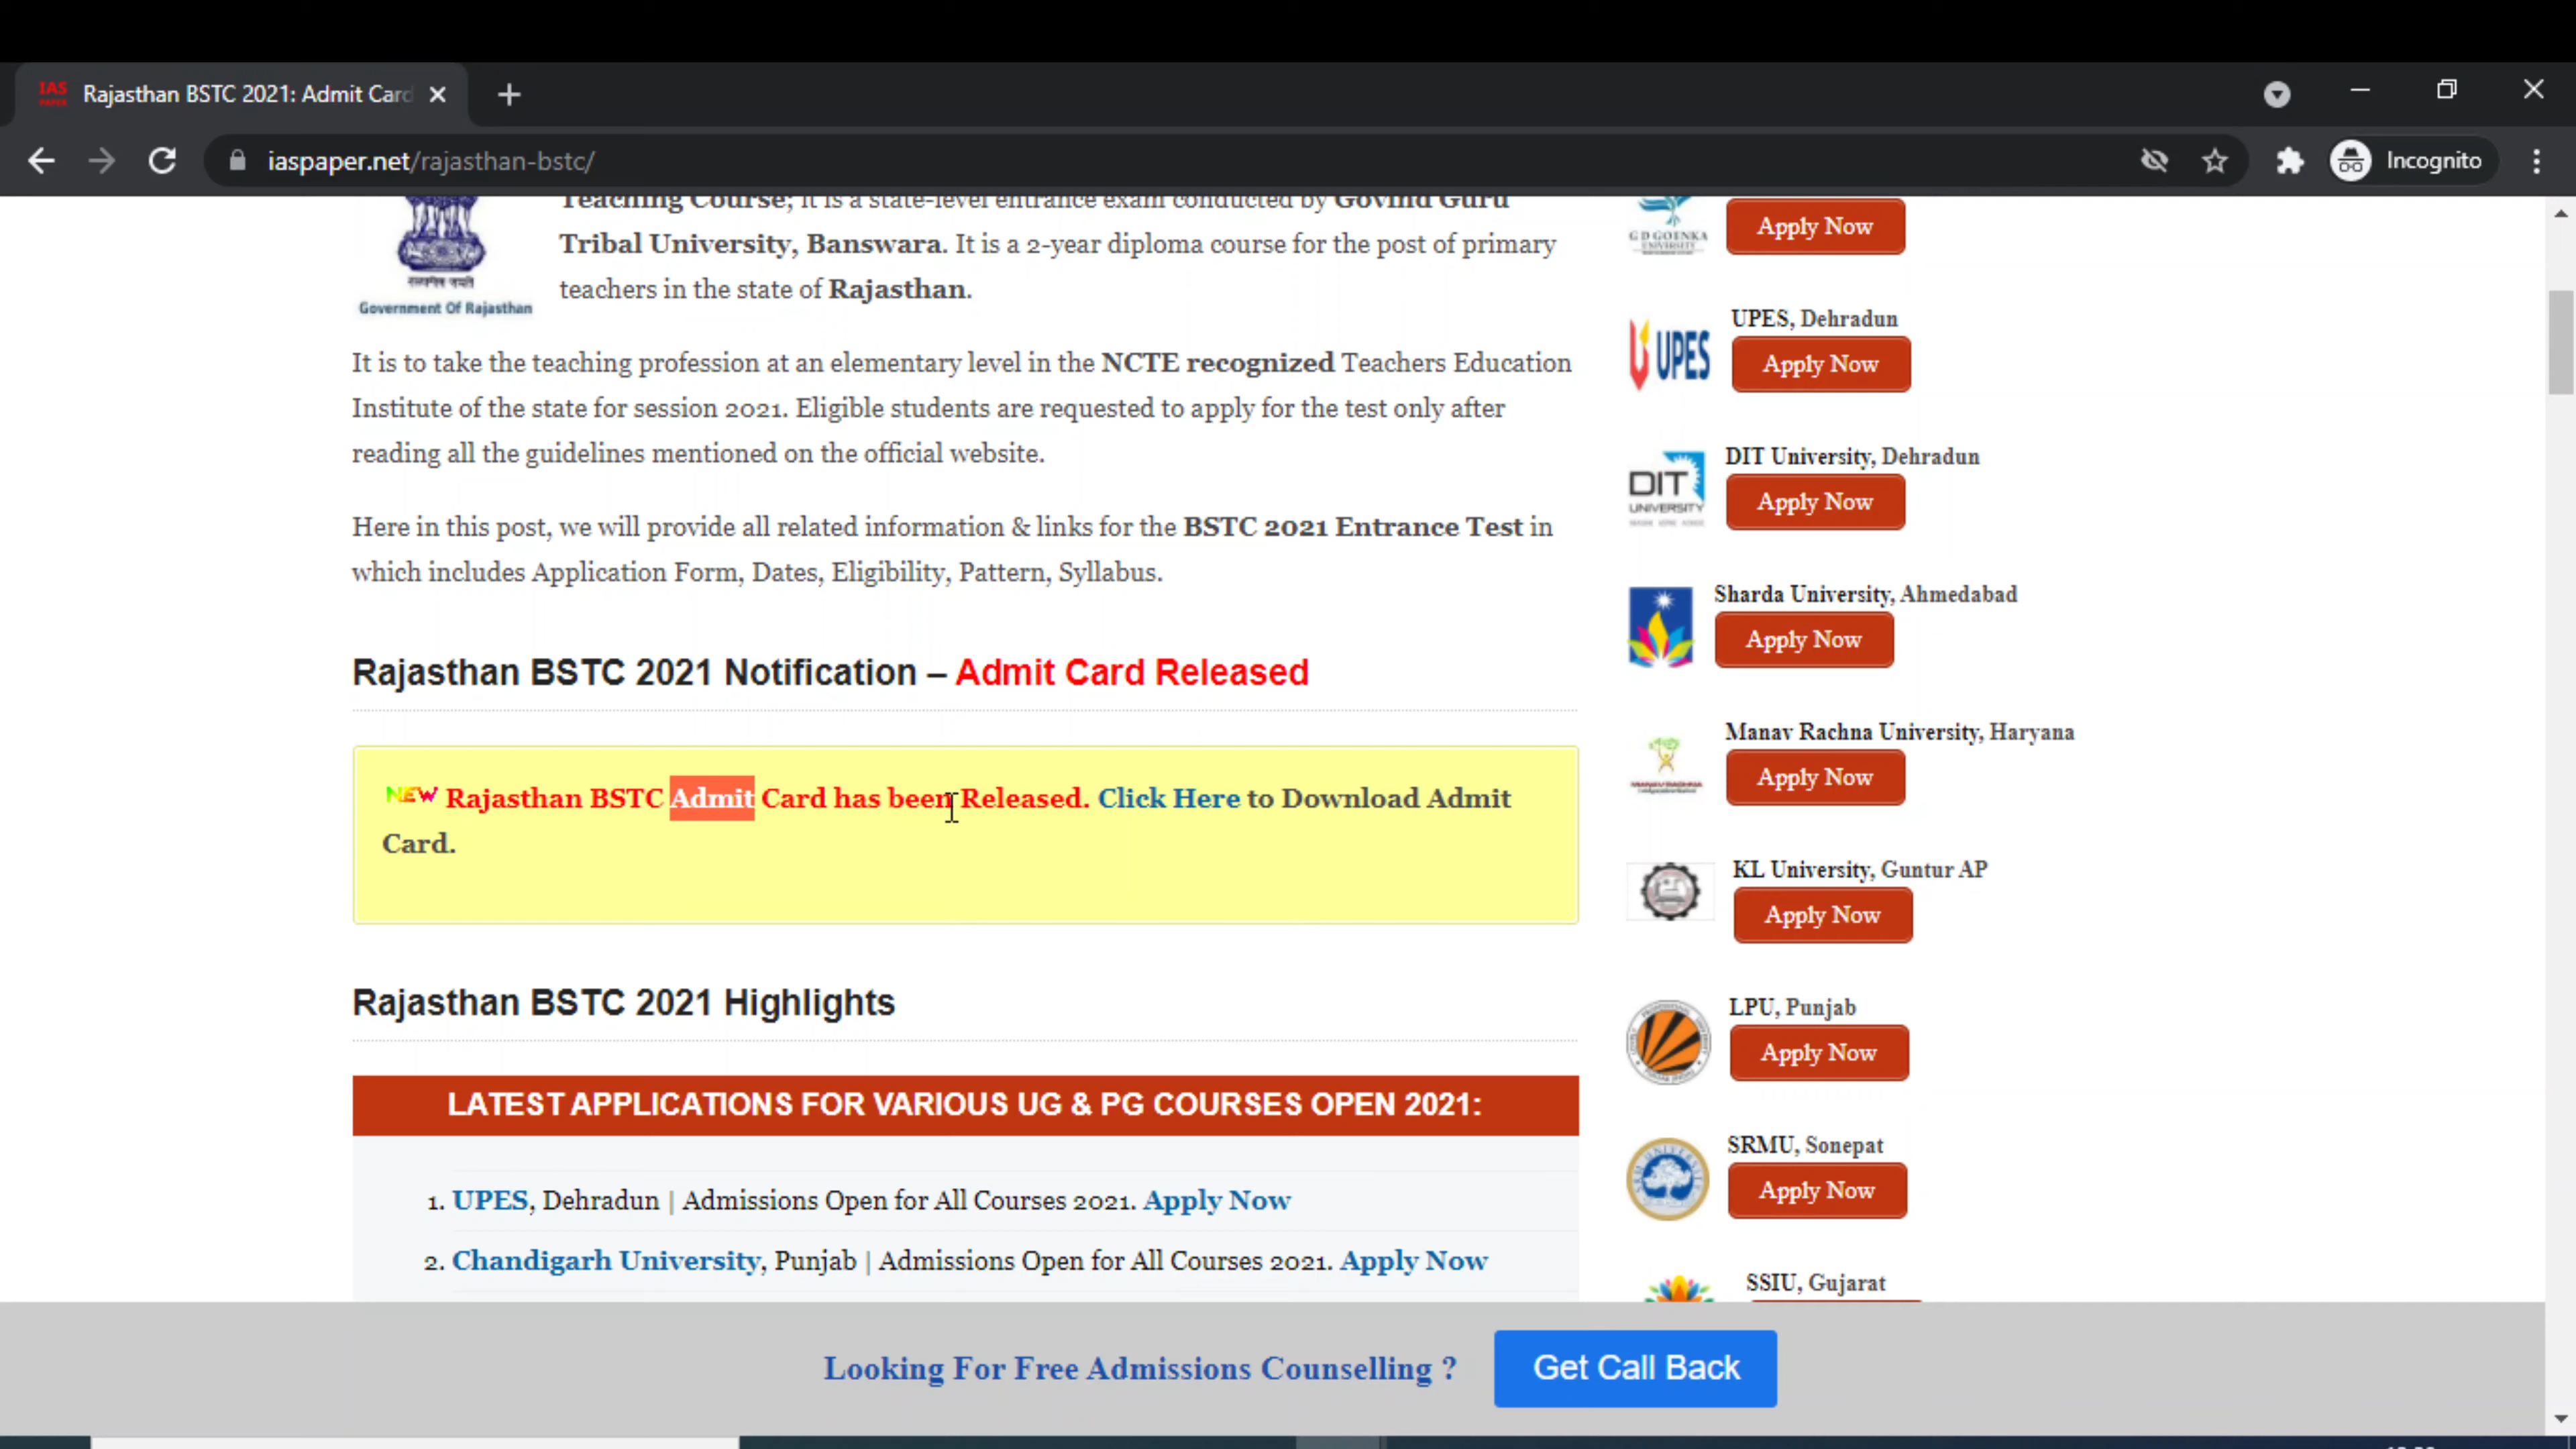 IAS
PAPER
Rajasthan BSTC 2021: Admit Card
iaspaper.net/rajasthan-bstc/
Incognito
Teaching Course; it is a state-level entrance exam conducted by Govind Guru
Tribal University, Banswara. It is a 2-year diploma course for the post of primary
teachers in the state of Rajasthan.
Government Of Rajasthan
It is to take the teaching profession at an elementary level in the NCTE recognized Teachers Education
Institute of the state for session 2021. Eligible students are requested to apply for the test only after
reading all the guidelines mentioned on the official website.
Here in this post, we will provide all related information & links for the BSTC 2021 Entrance Test in
which includes Application Form, Dates, Eligibility, Pattern, Syllabus.
Rajasthan BSTC 2021 Notification – Admit Card Released
NEW Rajasthan BSTC Admit Card has been Released. Click Here to Download Admit
Card.
Rajasthan BSTC 2021 Highlights
LATEST APPLICATIONS FOR VARIOUS UG & PG COURSES OPEN 2021:
1. UPES, Dehradun | Admissions Open for All Courses 2021. Apply Now
2. Chandigarh University, Punjab | Admissions Open for All Courses 2021. Apply Now
G D GOENKA
UNIVERSITY
Apply Now
UPES
UPES, Dehradun
Apply Now
DIT
UNIVERSITY
DIT University, Dehradun
Apply Now
Sharda University, Ahmedabad
Apply Now
MANAV RACHNA
Manav Rachna University, Haryana
Apply Now
KL University, Guntur AP
Apply Now
LPU, Punjab
Apply Now
SRMU, Sonepat
Apply Now
SSIU, Gujarat
Looking For Free Admissions Counselling ?
Get Call Back